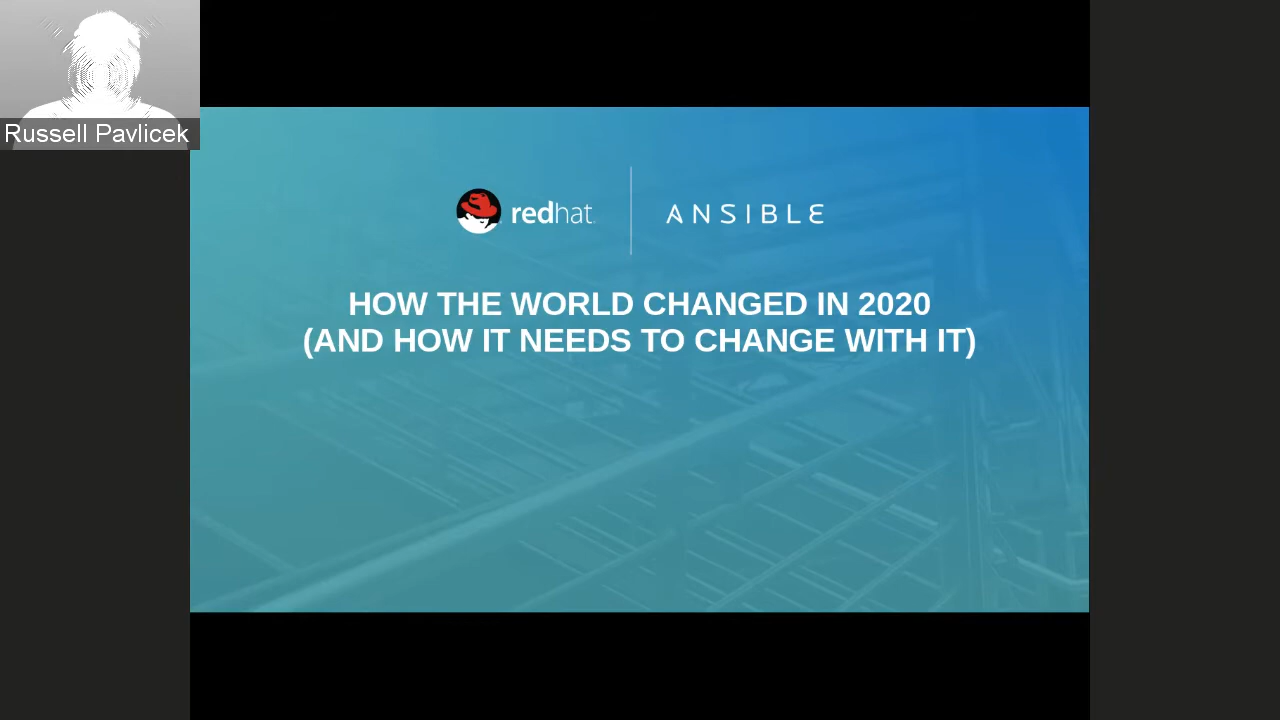 Russell Pavlicek
redhat.
ANSIBLE
HOW THE WORLD CHANGED IN 2020
(AND HOW IT NEEDS TO CHANGE WITH IT)